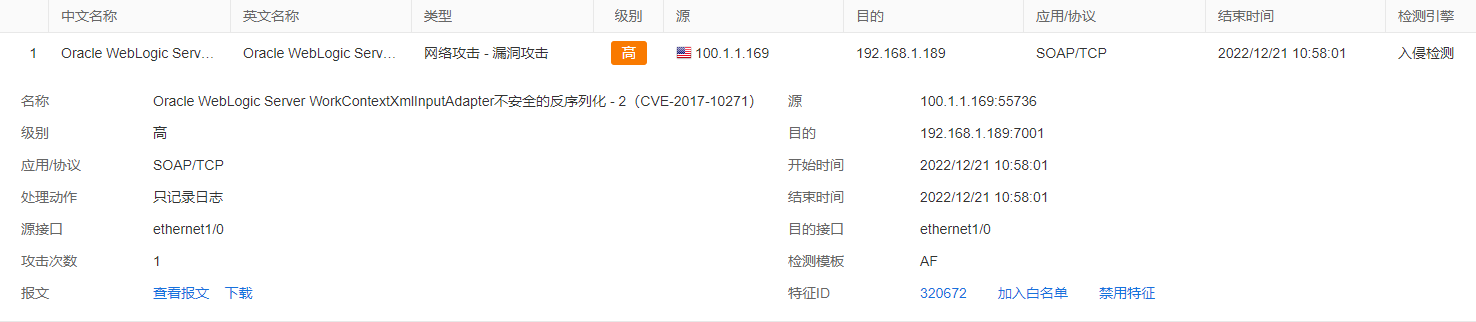 中文名称 英文名称 类型 级别 源 目的 应用/协议 结束时间 检测引擎
1 Oracle WebLogic Serv... Oracle WebLogic Serv... 网络攻击 - 漏洞攻击 高 100.1.1.169 192.168.1.189 SOAP/TCP 2022/12/21 10:58:01 入侵检测
名称 Oracle WebLogic Server WorkContextXmlInputAdapter不安全的反序列化 - 2（CVE-2017-10271） 源 100.1.1.169:55736
级别 高 目的 192.168.1.189:7001
应用/协议 SOAP/TCP 开始时间 2022/12/21 10:58:01
处理动作 只记录日志 结束时间 2022/12/21 10:58:01
源接口 ethernet1/0 目的接口 ethernet1/0
攻击次数 1 检测模板 AF
报文 查看报文 下载 特征ID 320672 加入白名单 禁用特征